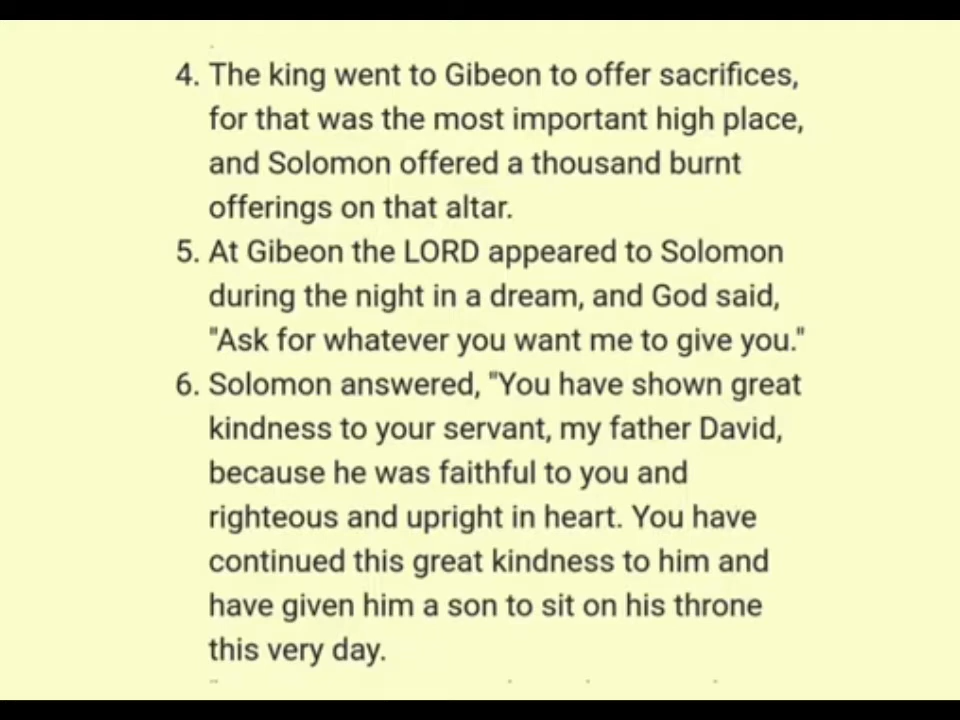 4. The king went to Gibeon to offer sacrifices,
for that was the most important high place,
and Solomon offered a thousand burnt
offerings on that altar.
5. At Gibeon the LORD appeared to Solomon
during the night in a dream, and God said,
"Ask for whatever you want me to give you."
6. Solomon answered, "You have shown great
kindness to your servant, my father David,
because he was faithful to you and
righteous and upright in heart. You have
continued this great kindness to him and
have given him a son to sit on his throne
this very day.